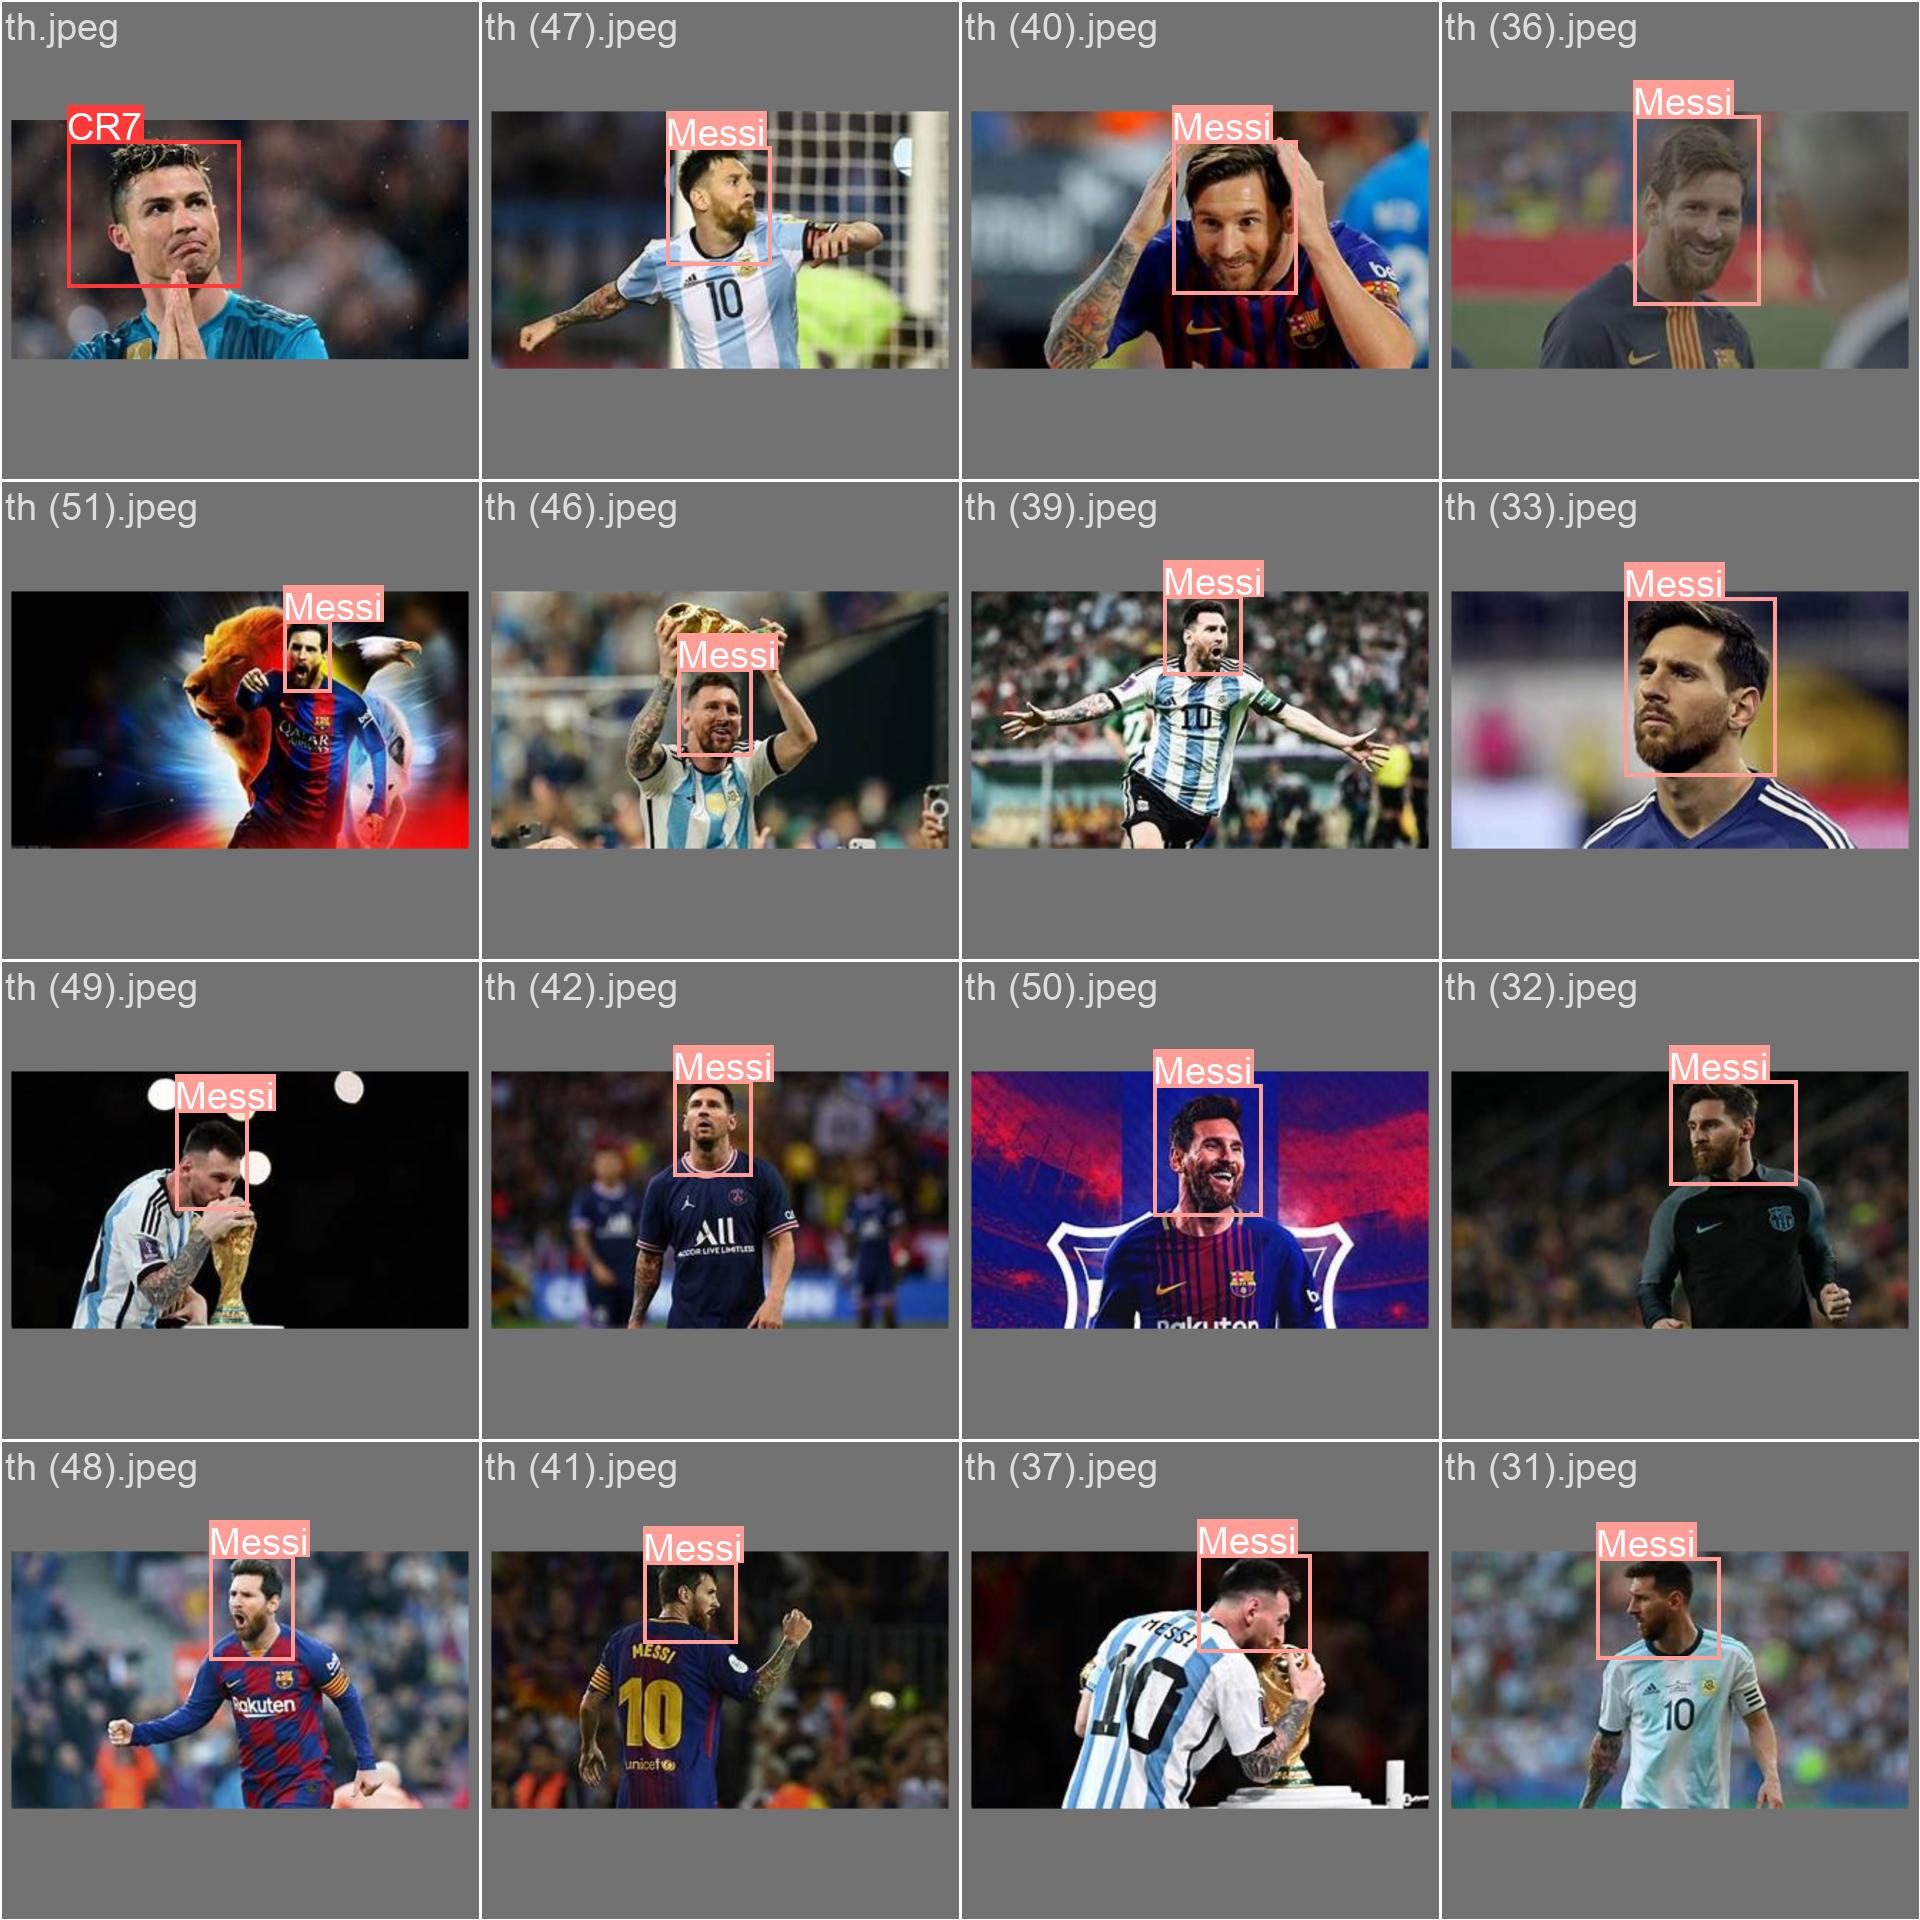 th.jpeg
th (47).jpeg
th (40).jpeg
th (36).jpeg
CR7
Messi
Messi
Messi
10
th (51).jpeg
th (46).jpeg
th (39).jpeg
th (33).jpeg
Messi
Messi
Messi
Messi
QATAR
10
th (49).jpeg
th (42).jpeg
th (50).jpeg
th (32).jpeg
Messi
Messi
Messi
Messi
All
ACCOR LIVE LIMITLESS
Rakuten
th (48).jpeg
th (41).jpeg
th (37).jpeg
th (31).jpeg
Messi
Messi
Messi
Messi
Rakuten
MESSI
10
unicef
MESSI
10
10